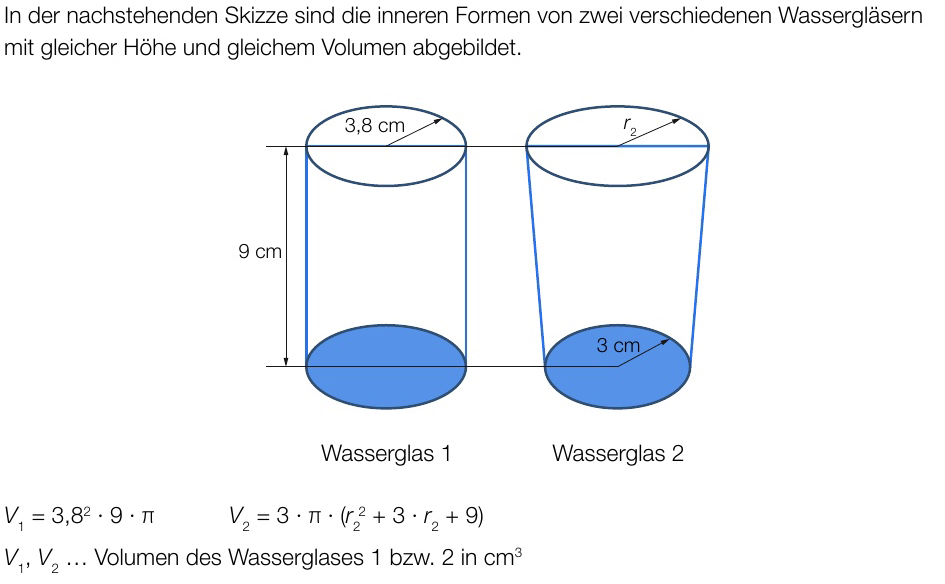 In der nachstehenden Skizze sind die inneren Formen von zwei verschiedenen Wassergläsern
mit gleicher Höhe und gleichem Volumen abgebildet.
3,8 cm
r₂
9 cm
3 cm
Wasserglas 1 Wasserglas 2
V₁ = 3,8² · 9 · π V₂ = 3 · π · (r₂² + 3 · r₂ + 9)
V₁, V₂ … Volumen des Wasserglases 1 bzw. 2 in cm³